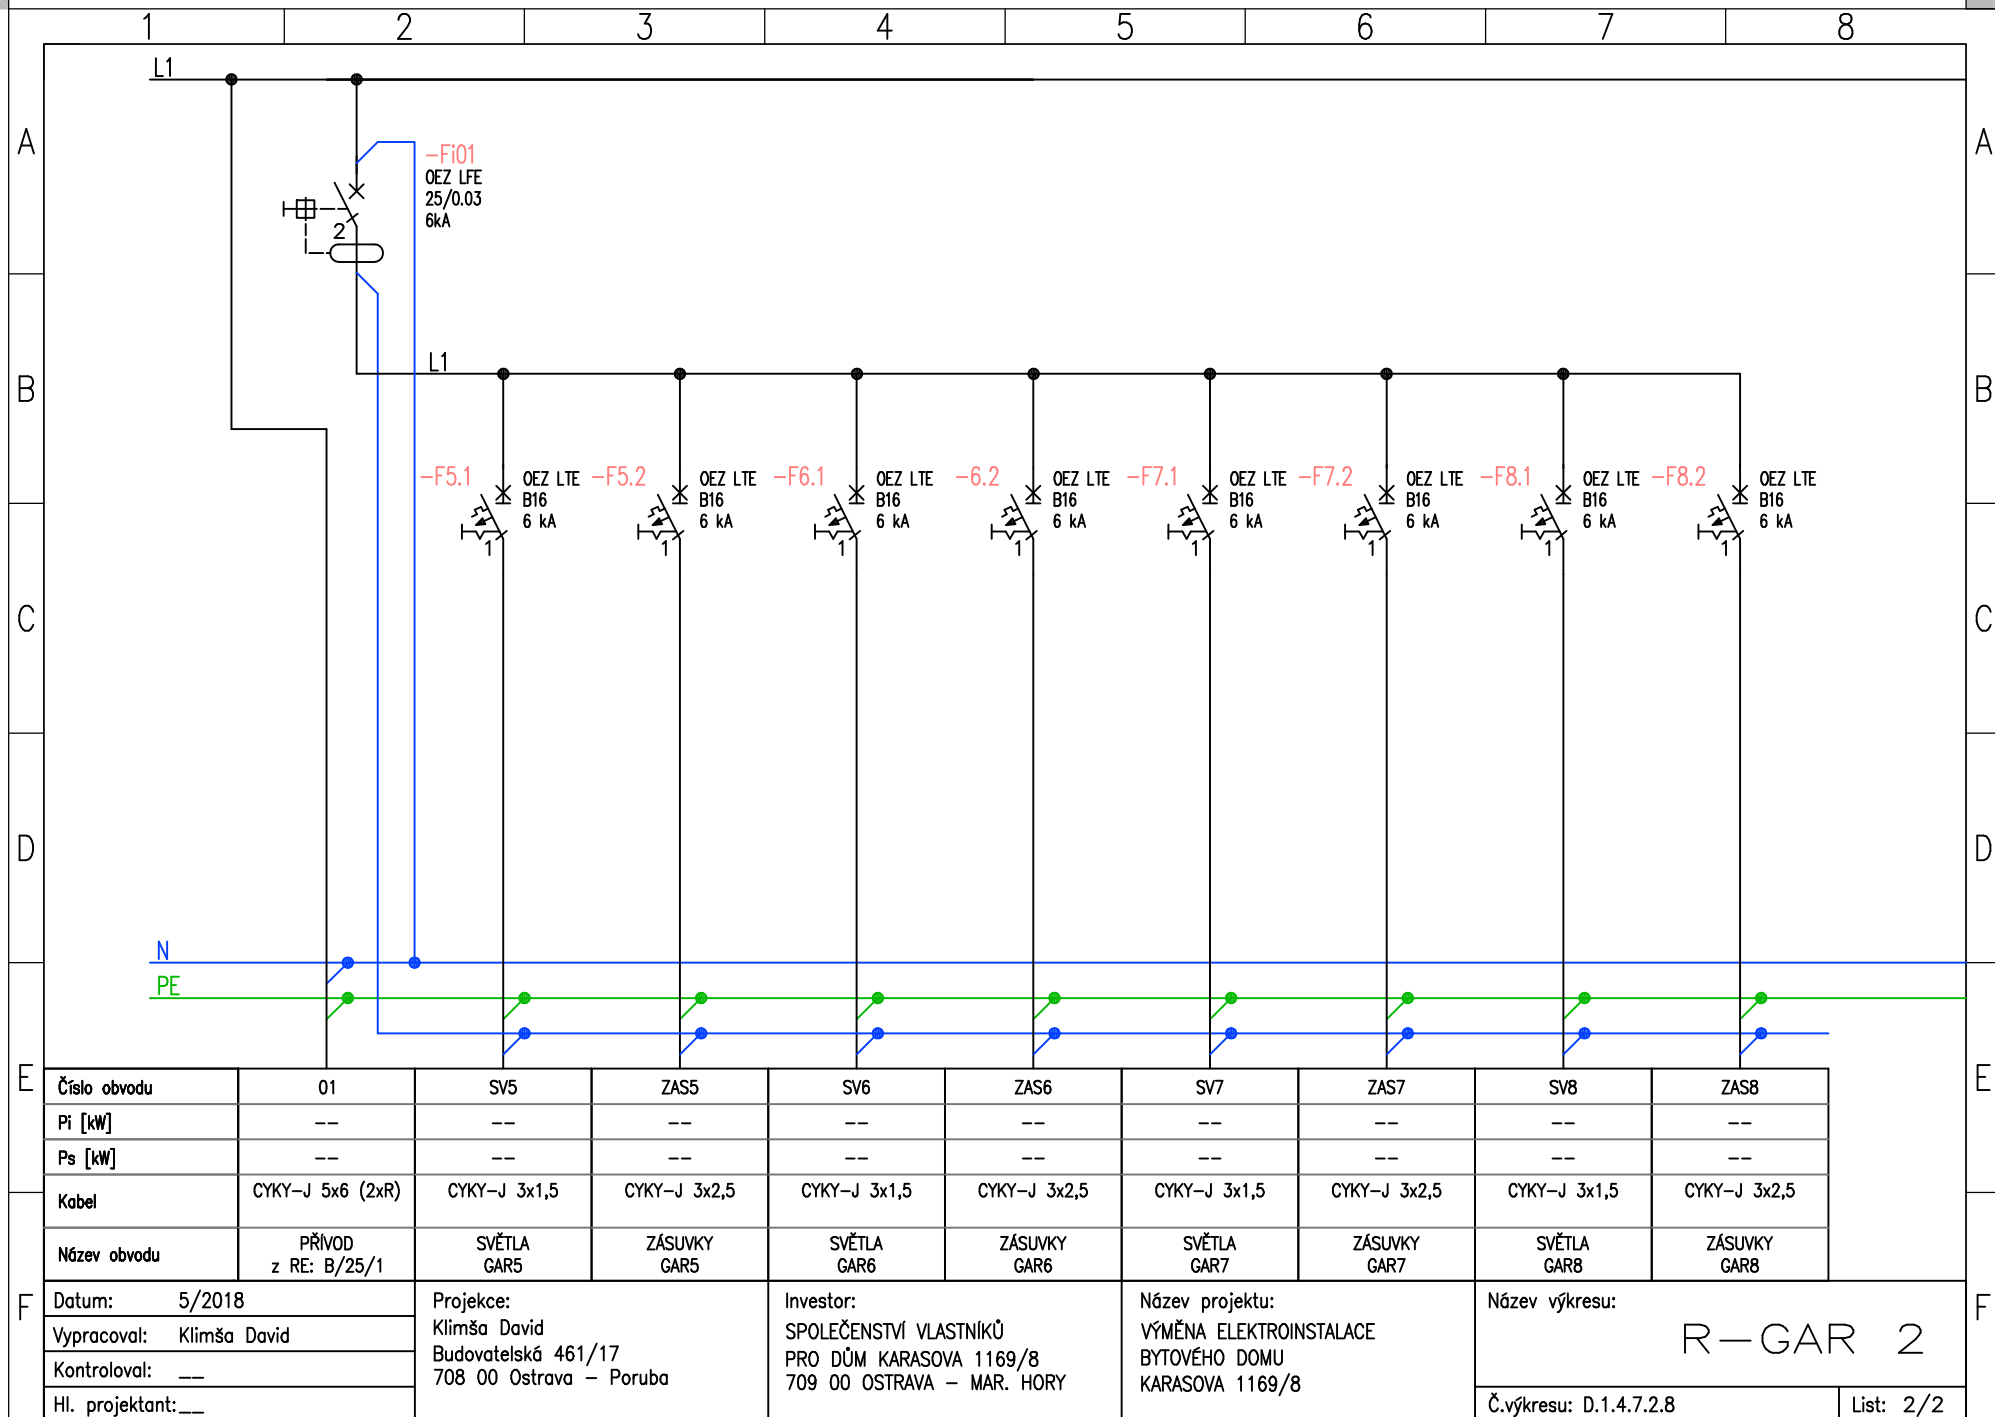 1 2 3 4 5 6 7 8
L1
A A
-Fi01
OEZ LFE
25/0.03
6kA
2
L1
B B
-F5.1 OEZ LTE B16 6 kA 1
-F5.2 OEZ LTE B16 6 kA 1
-F6.1 OEZ LTE B16 6 kA 1
-6.2 OEZ LTE B16 6 kA 1
-F7.1 OEZ LTE B16 6 kA 1
-F7.2 OEZ LTE B16 6 kA 1
-F8.1 OEZ LTE B16 6 kA 1
-F8.2 OEZ LTE B16 6 kA 1
C C
D D
N
PE
E E
Číslo obvodu 01 SV5 ZAS5 SV6 ZAS6 SV7 ZAS7 SV8 ZAS8
Pi [kW] -- -- -- -- -- -- -- -- --
Ps [kW] -- -- -- -- -- -- -- -- --
Kabel CYKY-J 5x6 (2xR) CYKY-J 3x1,5 CYKY-J 3x2,5 CYKY-J 3x1,5 CYKY-J 3x2,5 CYKY-J 3x1,5 CYKY-J 3x2,5 CYKY-J 3x1,5 CYKY-J 3x2,5
Název obvodu
PŘÍVOD SVĚTLA ZÁSUVKY SVĚTLA ZÁSUVKY SVĚTLA ZÁSUVKY SVĚTLA ZÁSUVKY
z RE: B/25/1 GAR5 GAR5 GAR6 GAR6 GAR7 GAR7 GAR8 GAR8
F F
Datum: 5/2018
Vypracoval: Klimša David
Kontroloval: __
Hl. projektant:__
Projekce:
Klimša David
Budovatelská 461/17
708 00 Ostrava - Poruba
Investor:
SPOLEČENSTVÍ VLASTNÍKŮ
PRO DŮM KARASOVA 1169/8
709 00 OSTRAVA - MAR. HORY
Název projektu:
VÝMĚNA ELEKTROINSTALACE
BYTOVÉHO DOMU
KARASOVA 1169/8
Název výkresu:
R-GAR 2
Č.výkresu: D.1.4.7.2.8
List: 2/2